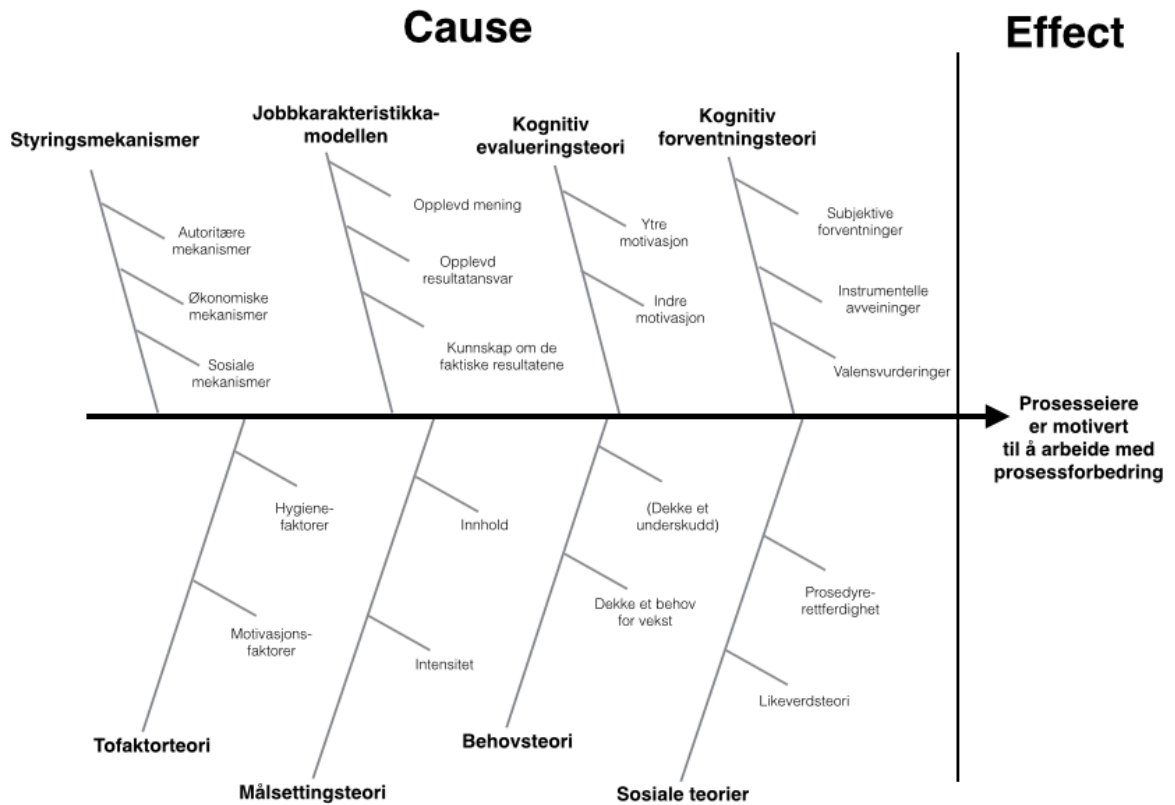 Cause
Effect
Styringsmekanismer
Autoritære
mekanismer
Økonomiske
mekanismer
Sosiale
mekanismer
Jobbkarakteristikka-
modellen
Opplevd mening
Opplevd
resultatansvar
Kunnskap om de
faktiske resultatene
Kognitiv
evalueringsteori
Ytre
motivasjon
Indre
motivasjon
Kognitiv
forventningsteori
Subjektive
forventninger
Instrumentelle
avveininger
Valensvurderinger
Prosesseiere
er motivert
til å arbeide med
prosessforbedring
Hygiene-
faktorer
Motivasjons-
faktorer
Tofaktorteori
Innhold
Intensitet
Målsettingsteori
(Dekke et
underskudd)
Dekke et behov
for vekst
Behovsteori
Prosedyre-
rettferdighet
Likeverdsteori
Sosiale teorier